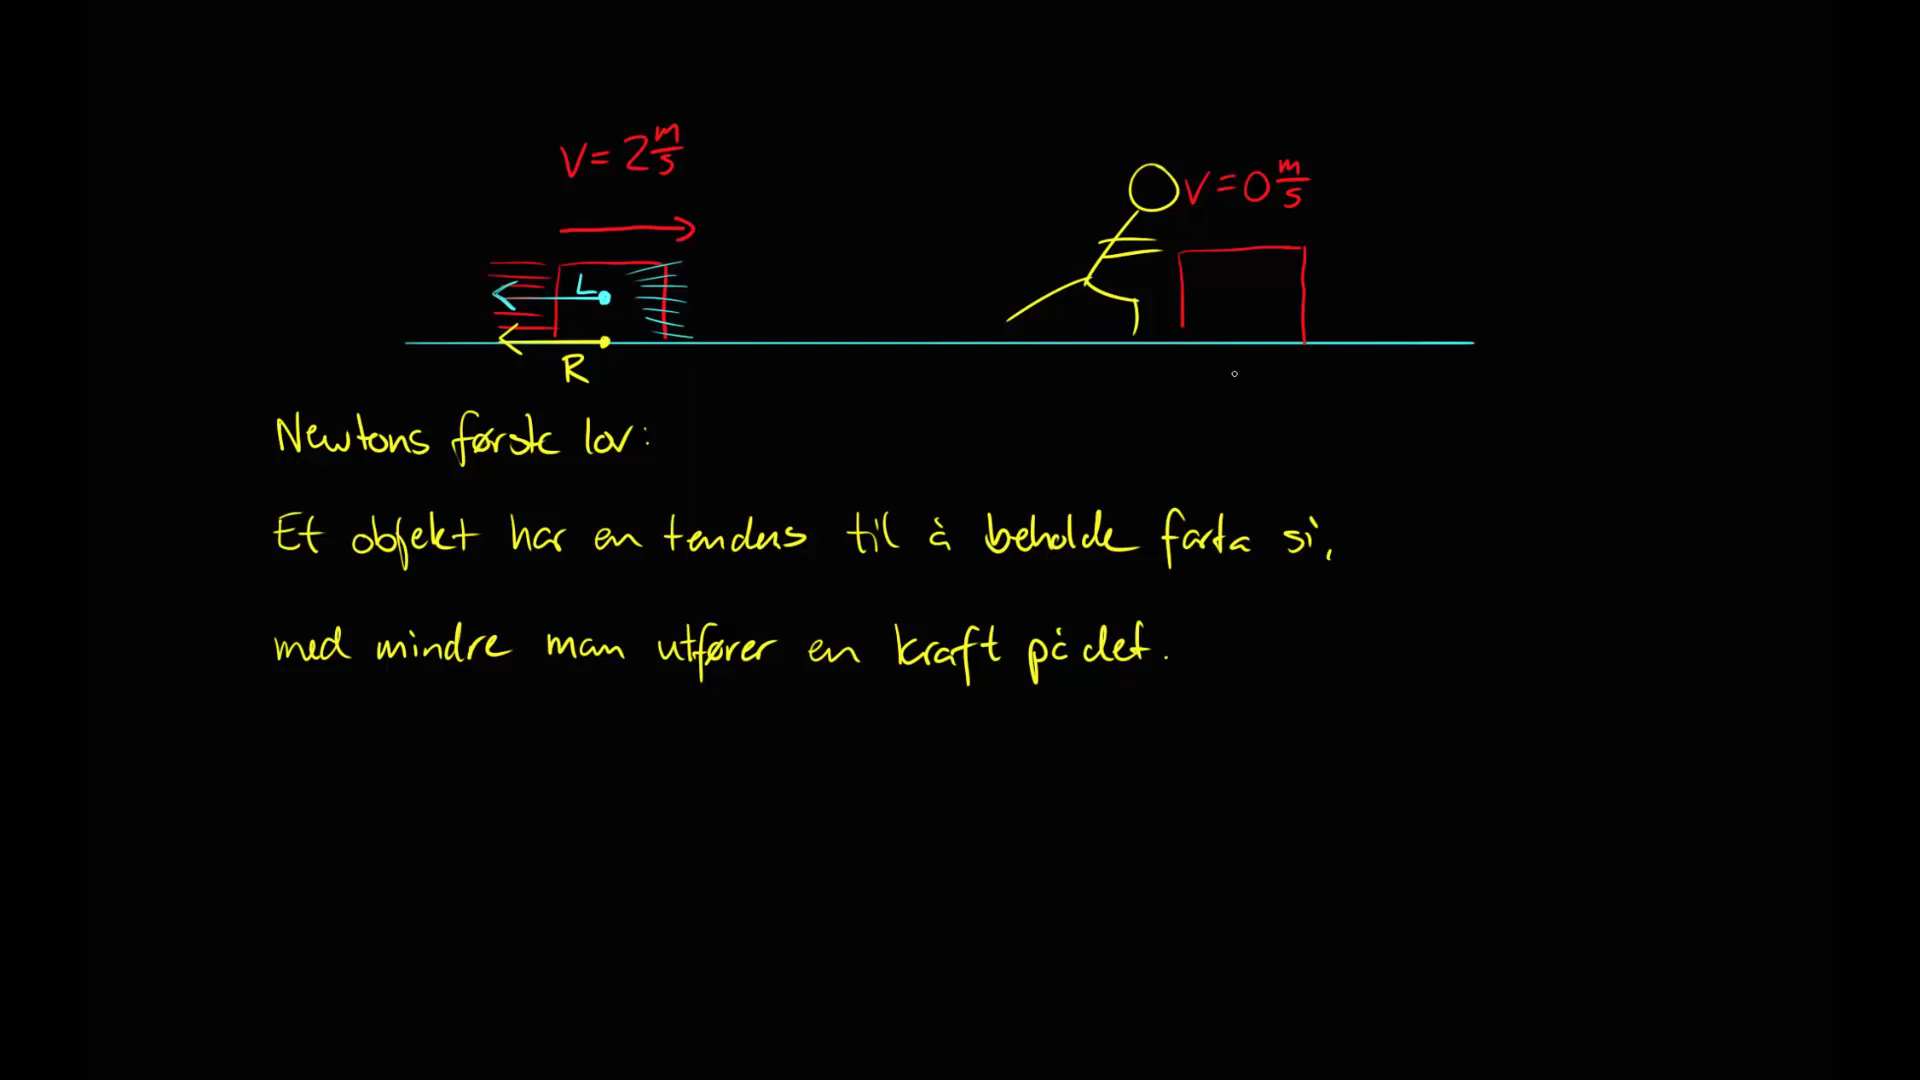 V = 2 m/s
V = 0 m/s
L
R
Newtons første lov:
Et objekt har en tendens til å beholde farta si,
med mindre man utfører en kraft på det.